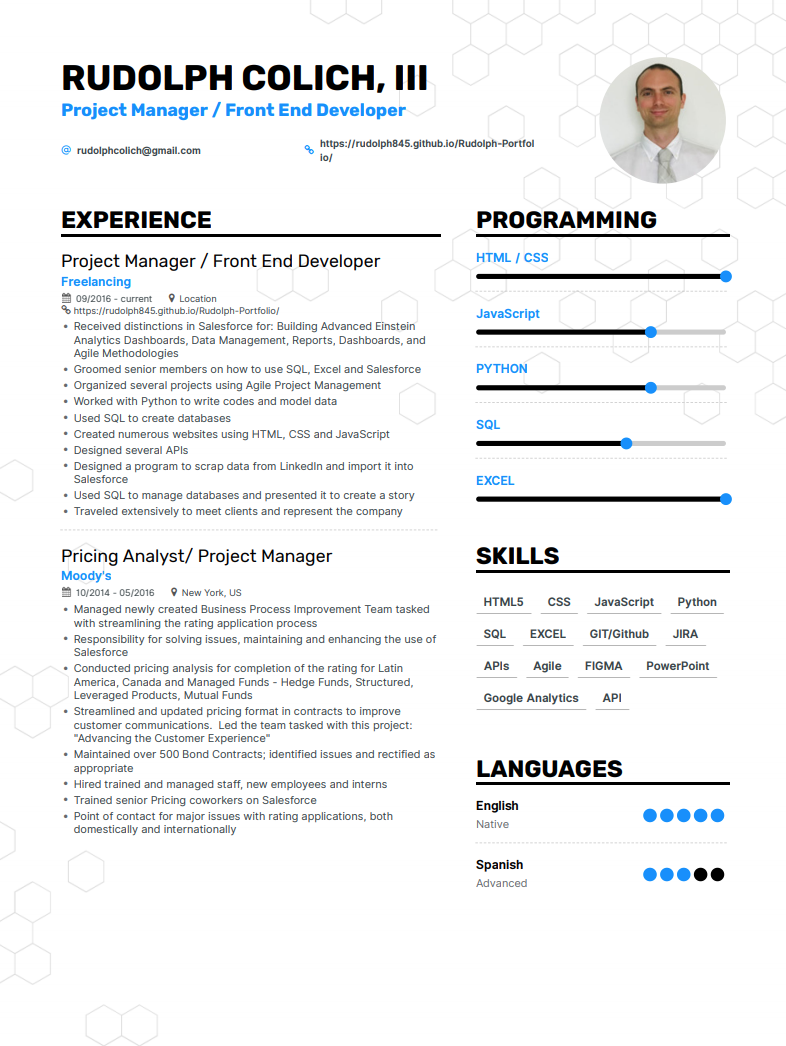 RUDOLPH COLICH, III
Project Manager / Front End Developer
@ rudolphcolich@gmail.com
https://rudolph845.github.io/Rudolph-Portfol
io/
EXPERIENCE
Project Manager / Front End Developer
Freelancing
09/2016 - current Location
https://rudolph845.github.io/Rudolph-Portfolio/
• Received distinctions in Salesforce for: Building Advanced Einstein
Analytics Dashboards, Data Management, Reports, Dashboards, and
Agile Methodologies
• Groomed senior members on how to use SQL, Excel and Salesforce
• Organized several projects using Agile Project Management
• Worked with Python to write codes and model data
• Used SQL to create databases
• Created numerous websites using HTML, CSS and JavaScript
• Designed several APIs
• Designed a program to scrap data from LinkedIn and import it into
Salesforce
• Used SQL to manage databases and presented it to create a story
• Traveled extensively to meet clients and represent the company
Pricing Analyst/ Project Manager
Moody's
10/2014 - 05/2016 New York, US
• Managed newly created Business Process Improvement Team tasked
with streamlining the rating application process
• Responsibility for solving issues, maintaining and enhancing the use of
Salesforce
• Conducted pricing analysis for completion of the rating for Latin
America, Canada and Managed Funds - Hedge Funds, Structured,
Leveraged Products, Mutual Funds
• Streamlined and updated pricing format in contracts to improve
customer communications.  Led the team tasked with this project:
"Advancing the Customer Experience"
• Maintained over 500 Bond Contracts; identified issues and rectified as
appropriate
• Hired trained and managed staff, new employees and interns
• Trained senior Pricing coworkers on Salesforce
• Point of contact for major issues with rating applications, both
domestically and internationally
PROGRAMMING
HTML / CSS
JavaScript
PYTHON
SQL
EXCEL
SKILLS
HTML5 CSS JavaScript Python
SQL EXCEL GIT/Github JIRA
APIs Agile FIGMA PowerPoint
Google Analytics API
LANGUAGES
English
Native
Spanish
Advanced